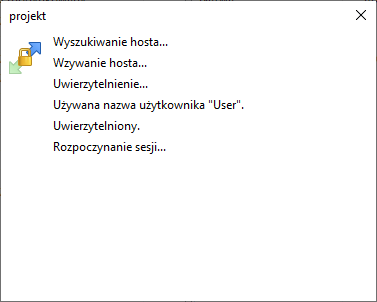 projekt
Wyszukiwanie hosta...
Wzywanie hosta...
Uwierzytelnienie...
Używana nazwa użytkownika "User".
Uwierzytelniony.
Rozpoczynanie sesji...